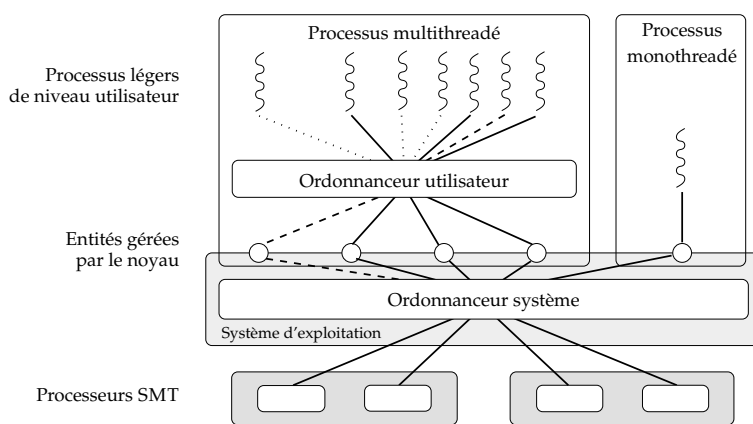 Processus multithreadé
Processus
monothreadé
Processus légers
de niveau utilisateur
Ordonnanceur utilisateur
Entités gérées
par le noyau
Ordonnanceur système
Système d'exploitation
Processeurs SMT